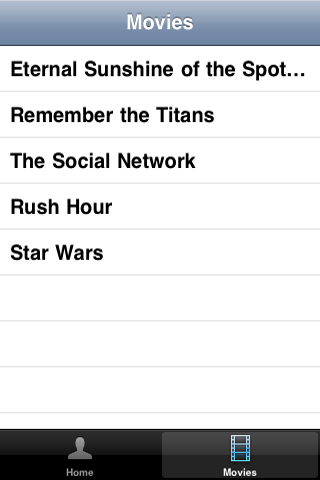 Movies
Eternal Sunshine of the Spot...
Remember the Titans
The Social Network
Rush Hour
Star Wars
Home
Movies